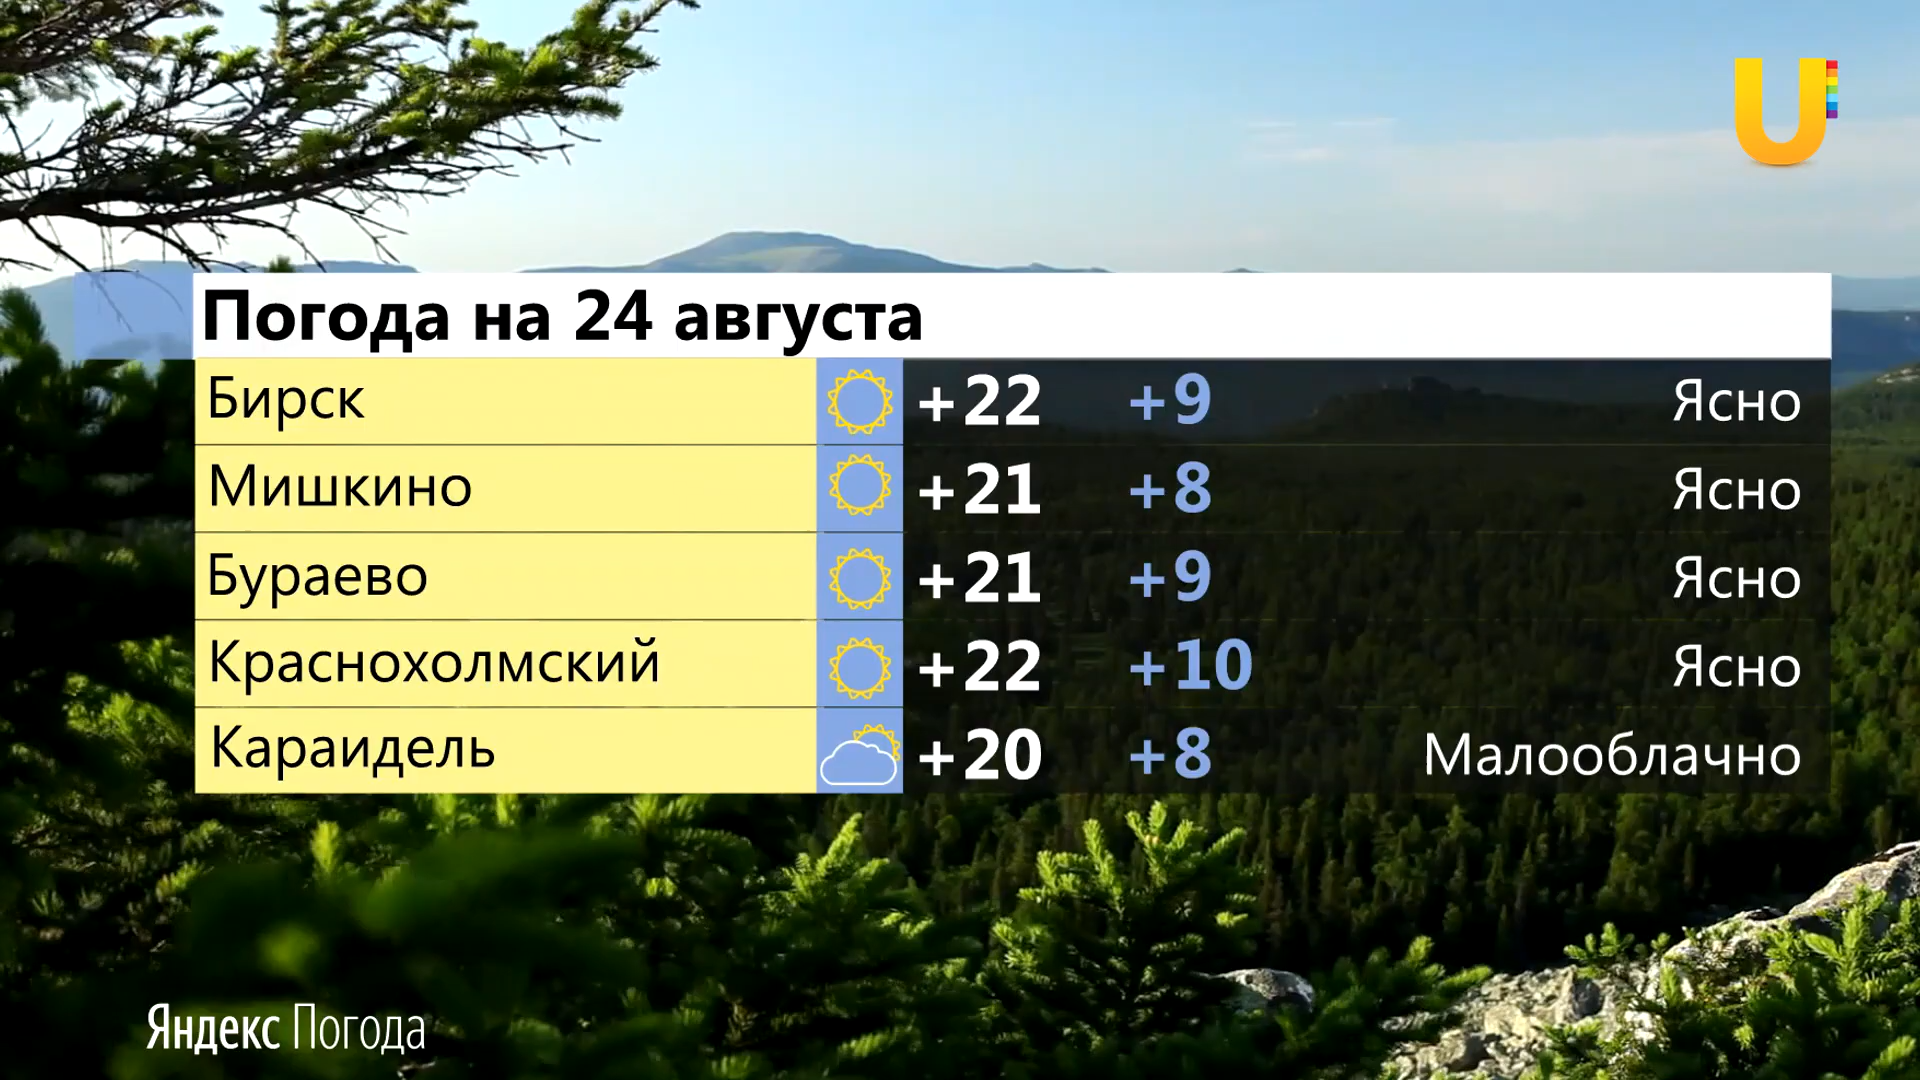 U
Погода на 24 августа
Бирск +22 +9 Ясно
Мишкино +21 +8 Ясно
Бураево +21 +9 Ясно
Краснохолмский +22 +10 Ясно
Караидель +20 +8 Малооблачно
Яндекс Погода